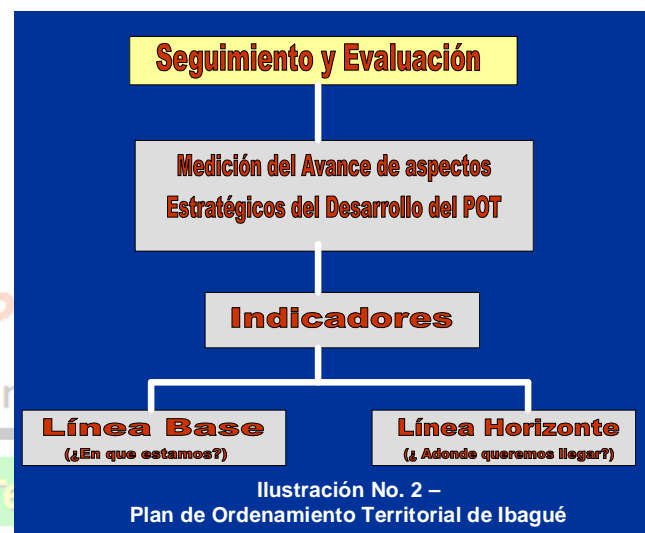 Seguimiento y Evaluación
Medición del Avance de aspectos
Estratégicos del Desarrollo del POT
Indicadores
Línea Base
(¿En que estamos?)
Línea Horizonte
(¿ Adonde queremos llegar?)
Ilustración No. 2 –
Plan de Ordenamiento Territorial de Ibagué